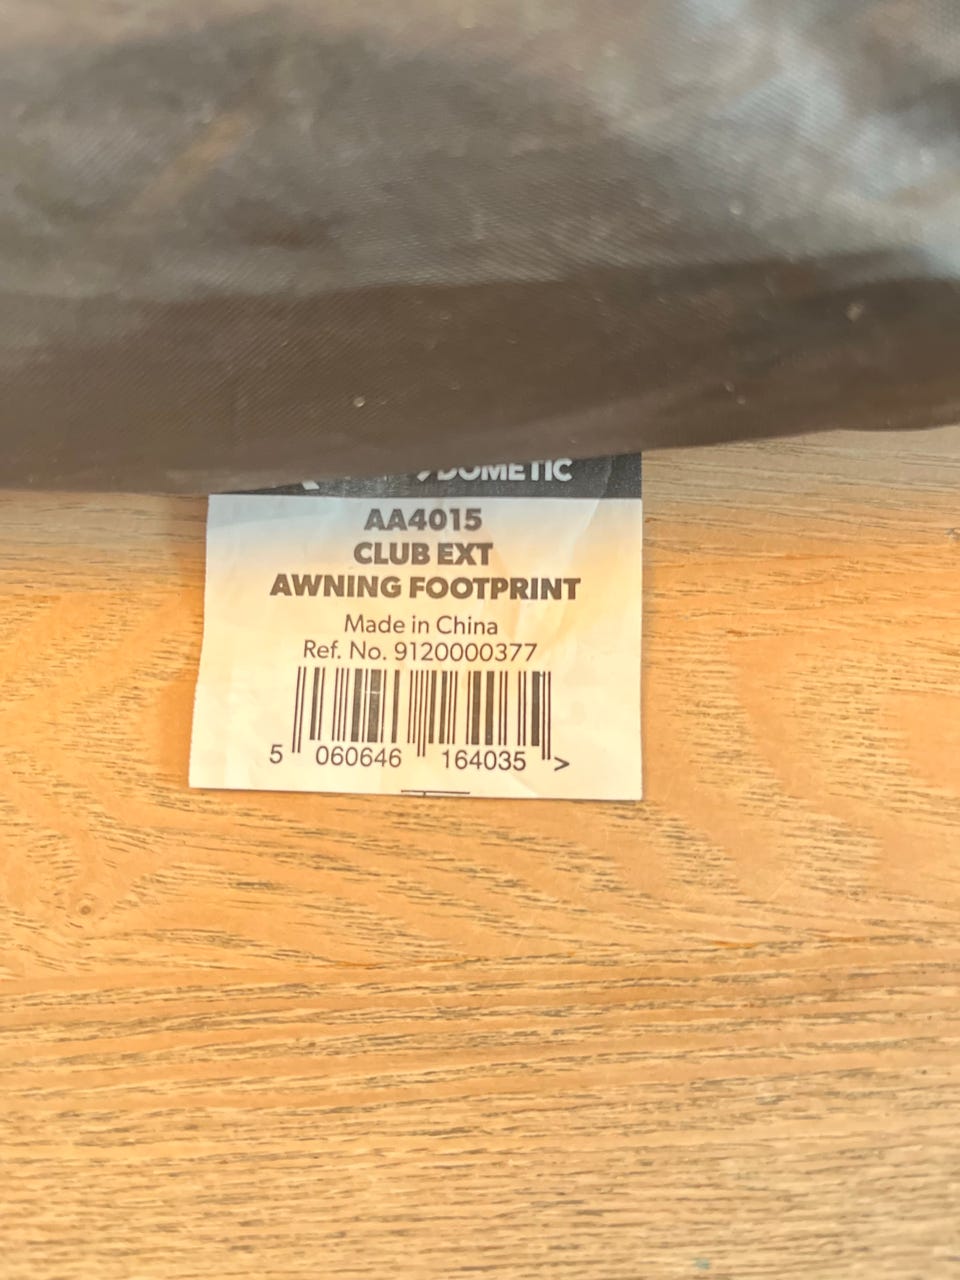 DOMETIC
AA4015
CLUB EXT
AWNING FOOTPRINT
Made in China
Ref. No. 9120000377
5 060646 164035 >